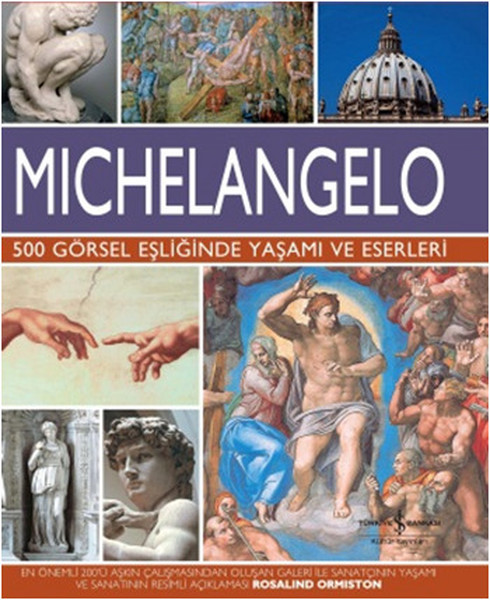 MICHELANGELO
500 GÖRSEL EŞLİĞİNDE YAŞAMI VE ESERLERİ
TÜRKİYE İŞ BANKASI
Kültür Yayınları
EN ÖNEMLİ 200'Ü AŞKIN ÇALIŞMASINDAN OLUŞAN GALERİ İLE SANATÇININ YAŞAMI
VE SANATININ RESİMLİ AÇIKLAMASI ROSALIND ORMISTON